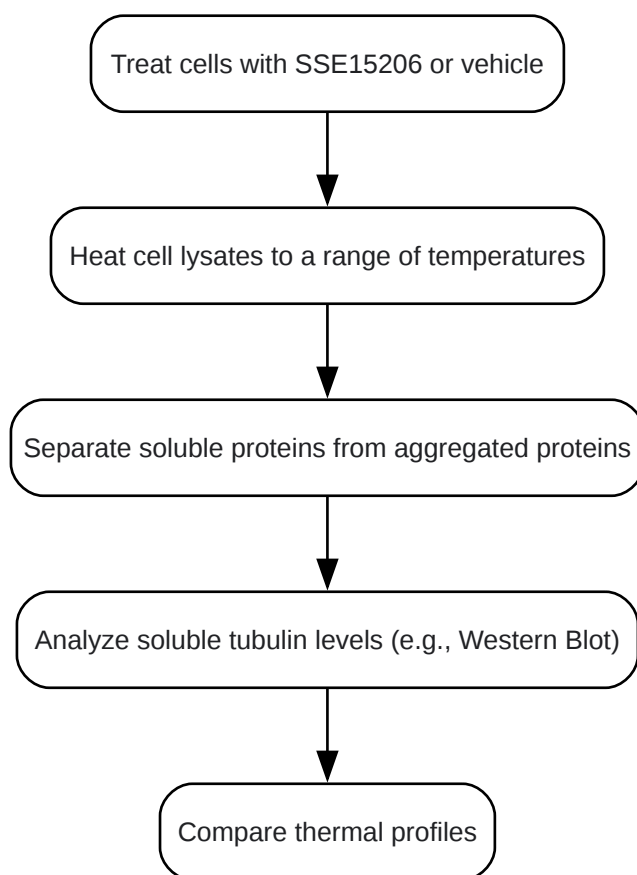 Treat cells with SSE15206 or vehicle
Heat cell lysates to a range of temperatures
Separate soluble proteins from aggregated proteins
Analyze soluble tubulin levels (e.g., Western Blot)
Compare thermal profiles